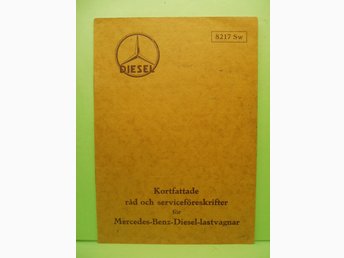 8217 Sw
DIESEL
Kortfattade
råd och serviceföreskrifter
för
Mercedes-Benz-Diesel-lastvagnar